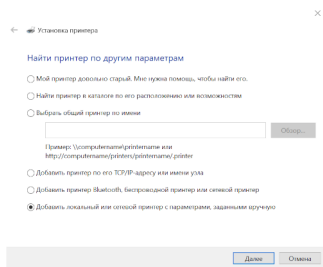 Установка принтера
Найти принтер по другим параметрам
Мой принтер довольно старый. Мне нужна помощь, чтобы найти его.
Найти принтер в каталоге по его расположению или возможностям
Выбрать общий принтер по имени
Обзор...
Пример: \\computername\printername или
http://computername/printers/printername/.printer
Добавить принтер по его TCP/IP-адресу или имени узла
Добавить принтер Bluetooth, беспроводной принтер или сетевой принтер
Добавить локальный или сетевой принтер с параметрами, заданными вручную
Далее
Отмена